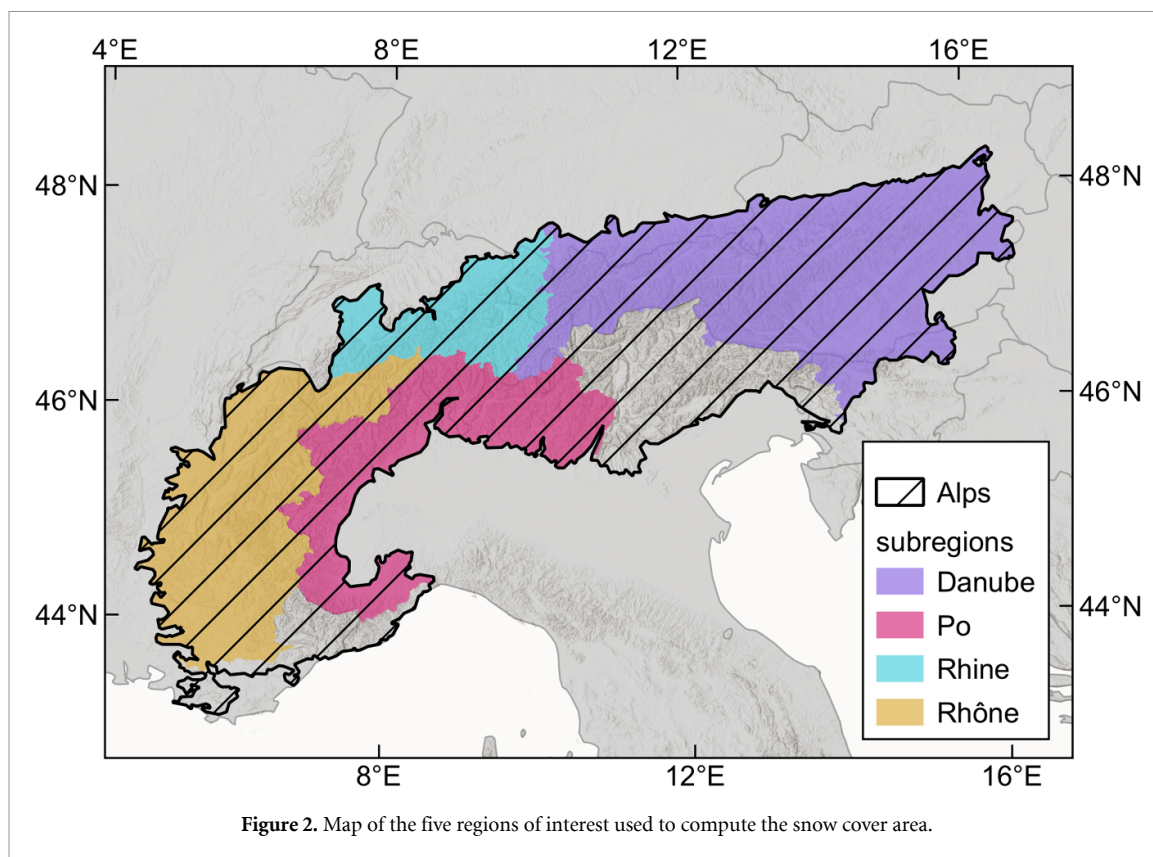 4°E 8°E 12°E 16°E
48°N 48°N
46°N 46°N
44°N 44°N
Alps
subregions
Danube
Po
Rhine
Rhône
8°E 12°E 16°E
Figure 2. Map of the five regions of interest used to compute the snow cover area.